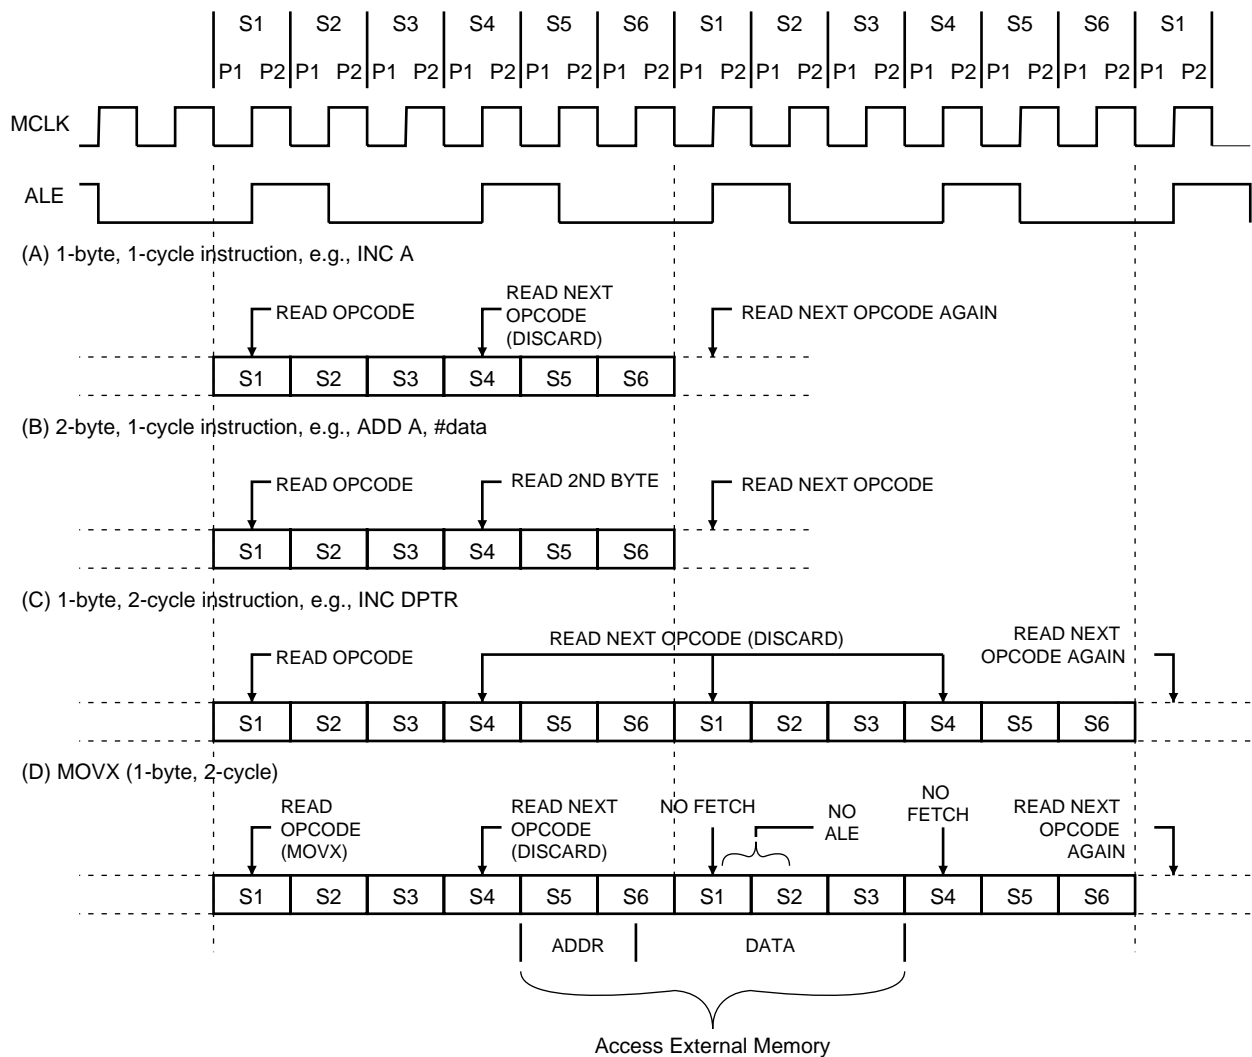 S1 S2 S3 S4 S5 S6 S1 S2 S3 S4 S5 S6 S1
P1 P2 P1 P2 P1 P2 P1 P2 P1 P2 P1 P2 P1 P2 P1 P2 P1 P2 P1 P2 P1 P2 P1 P2 P1 P2
MCLK
ALE
(A) 1-byte, 1-cycle instruction, e.g., INC A
READ OPCODE
READ NEXT
OPCODE
(DISCARD)
READ NEXT OPCODE AGAIN
S1 S2 S3 S4 S5 S6
(B) 2-byte, 1-cycle instruction, e.g., ADD A, #data
READ OPCODE
READ 2ND BYTE
READ NEXT OPCODE
S1 S2 S3 S4 S5 S6
(C) 1-byte, 2-cycle instruction, e.g., INC DPTR
READ OPCODE
READ NEXT OPCODE (DISCARD)
READ NEXT
OPCODE AGAIN
S1 S2 S3 S4 S5 S6 S1 S2 S3 S4 S5 S6
(D) MOVX (1-byte, 2-cycle)
READ
OPCODE
(MOVX)
READ NEXT
OPCODE
(DISCARD)
NO FETCH
NO
ALE
NO
FETCH
READ NEXT
OPCODE
AGAIN
S1 S2 S3 S4 S5 S6 S1 S2 S3 S4 S5 S6
ADDR
DATA
Access External Memory